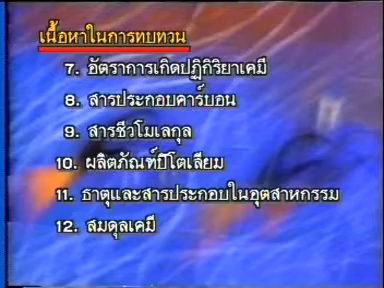 เนื้อหาในการทบทวน
7. อัตราการเกิดปฏิกิริยาเคมี
8. สารประกอบคาร์บอน
9. สารชีวโมเลกุล
10. ผลิตภัณฑ์ปิโตเลียม
11. ธาตุและสารประกอบในอุตสาหกรรม
12. สมดุลเคมี